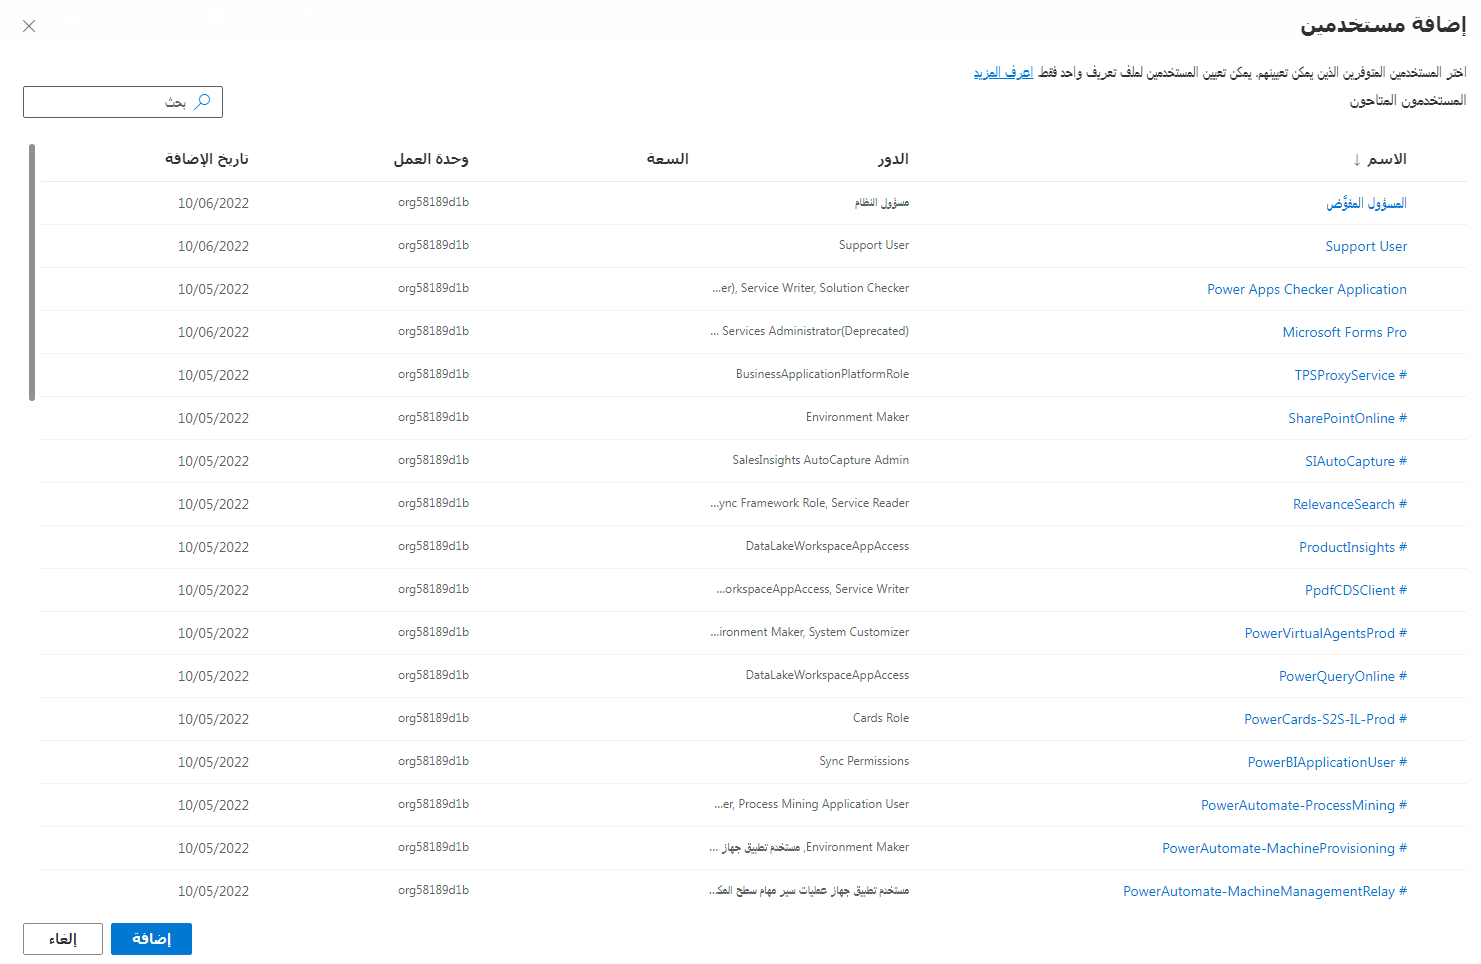 إضافة مستخدمين
اختر المستخدمين المتوفرين الذين يمكن تعيينهم. يمكن تعيين المستخدمين لملف تعريف واحد فقط. اعرف المزيد
المستخدمون المتاحون
بحث
الاسم ↓ الدور السعة وحدة العمل تاريخ الإضافة
المسؤول المفوَّض مسؤول النظام org58189d1b 10/06/2022
Support User Support User org58189d1b 10/06/2022
Power Apps Checker Application ...er), Service Writer, Solution Checker org58189d1b 10/05/2022
Microsoft Forms Pro ... Services Administrator(Deprecated) org58189d1b 10/06/2022
TPSProxyService # BusinessApplicationPlatformRole org58189d1b 10/05/2022
SharePointOnline # Environment Maker org58189d1b 10/05/2022
SIAutoCapture # SalesInsights AutoCapture Admin org58189d1b 10/05/2022
RelevanceSearch # ...ync Framework Role, Service Reader org58189d1b 10/05/2022
ProductInsights # DataLakeWorkspaceAppAccess org58189d1b 10/05/2022
PpdfCDSClient # ...orkspaceAppAccess, Service Writer org58189d1b 10/05/2022
PowerVirtualAgentsProd # ...ironment Maker, System Customizer org58189d1b 10/05/2022
PowerQueryOnline # DataLakeWorkspaceAppAccess org58189d1b 10/05/2022
PowerCards-S2S-IL-Prod # Cards Role org58189d1b 10/05/2022
PowerBIApplicationUser # Sync Permissions org58189d1b 10/05/2022
PowerAutomate-ProcessMining # ...er, Process Mining Application User org58189d1b 10/05/2022
PowerAutomate-MachineProvisioning # Environment Maker, مستخدم تطبيق جهاز ... org58189d1b 10/05/2022
PowerAutomate-MachineManagementRelay # مستخدم تطبيق جهاز عمليات سير مهام سطح المك... org58189d1b 10/05/2022
إضافة إلغاء